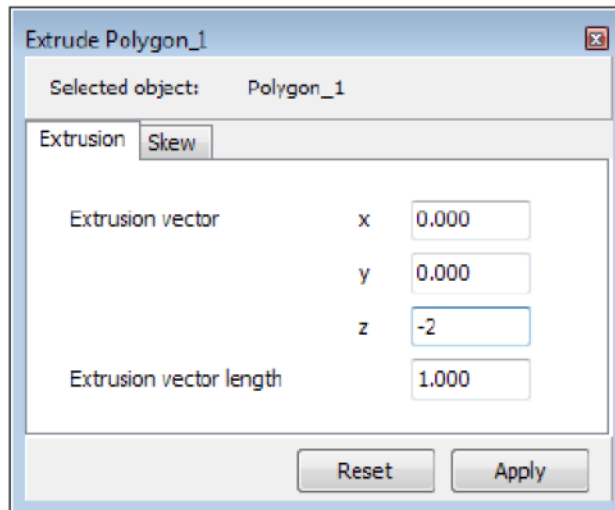 Extrude Polygon_1
Selected object: Polygon_1
Extrusion Skew
Extrusion vector x 0.000
y 0.000
z -2
Extrusion vector length 1.000
Reset Apply